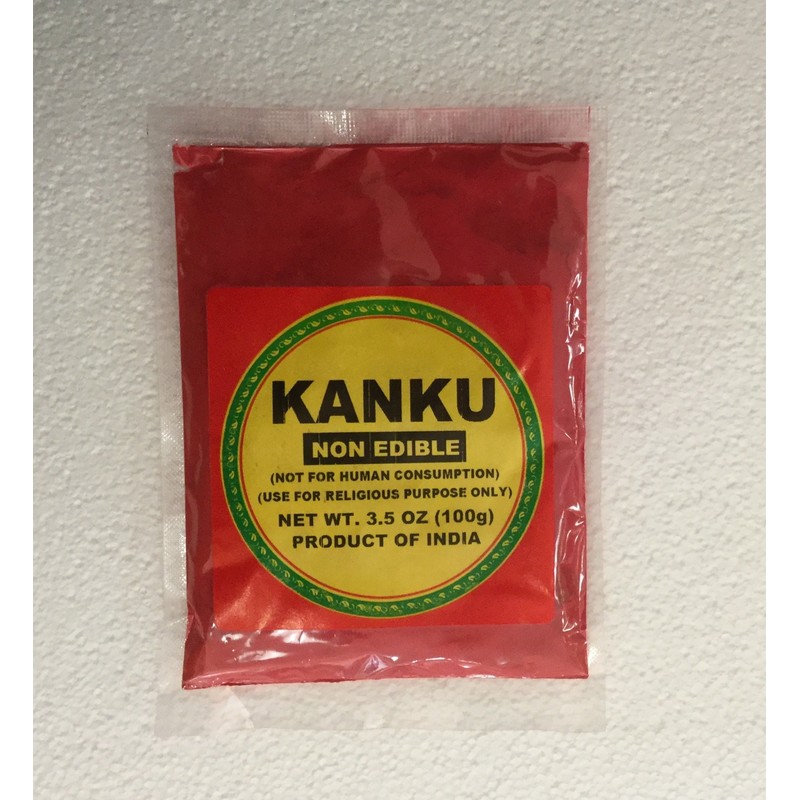 KANKU
NON EDIBLE
(NOT FOR HUMAN CONSUMPTION)
(USE FOR RELIGIOUS PURPOSE ONLY)
NET WT. 3.5 OZ (100g)
PRODUCT OF INDIA